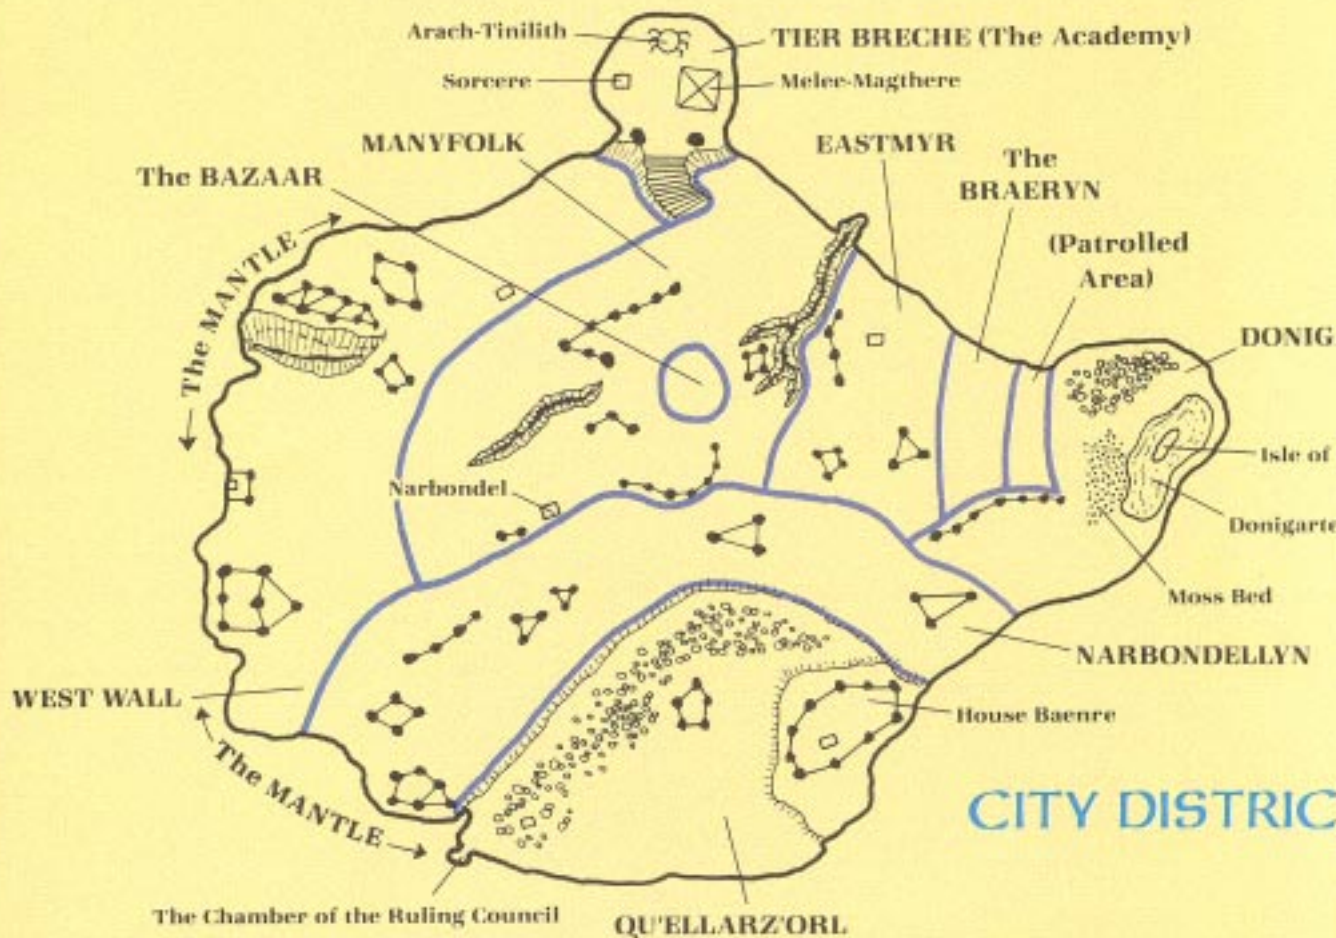 Arach-Tinilith
TIER BRECHE (The Academy)
Sorcere
Melee-Magthere
MANYFOLK
EASTMYR
The BAZAAR
The
BRAERYN
(Patrolled
Area)
The MANTLE
DONIG
Isle of
Narbondel
Donigarte
Moss Bed
WEST WALL
NARBONDELLYN
House Baenre
The MANTLE
CITY DISTRIC
The Chamber of the Ruling Council
QU'ELLARZ'ORL